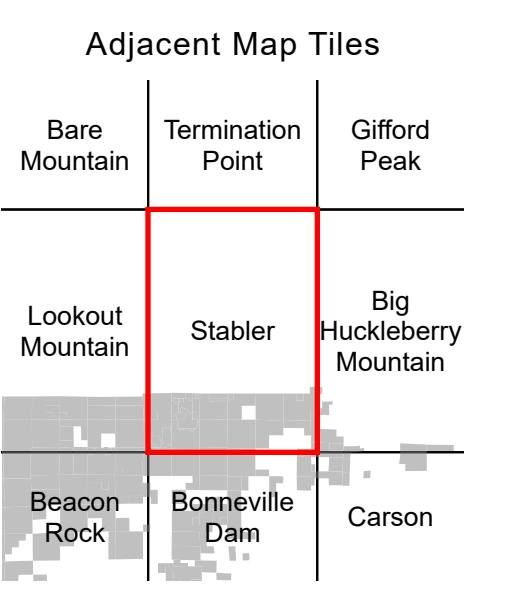 Adjacent Map Tiles
Bare
Mountain
Termination
Point
Gifford
Peak
Lookout
Mountain
Stabler
Big
Huckleberry
Mountain
Beacon
Rock
Bonneville
Dam
Carson